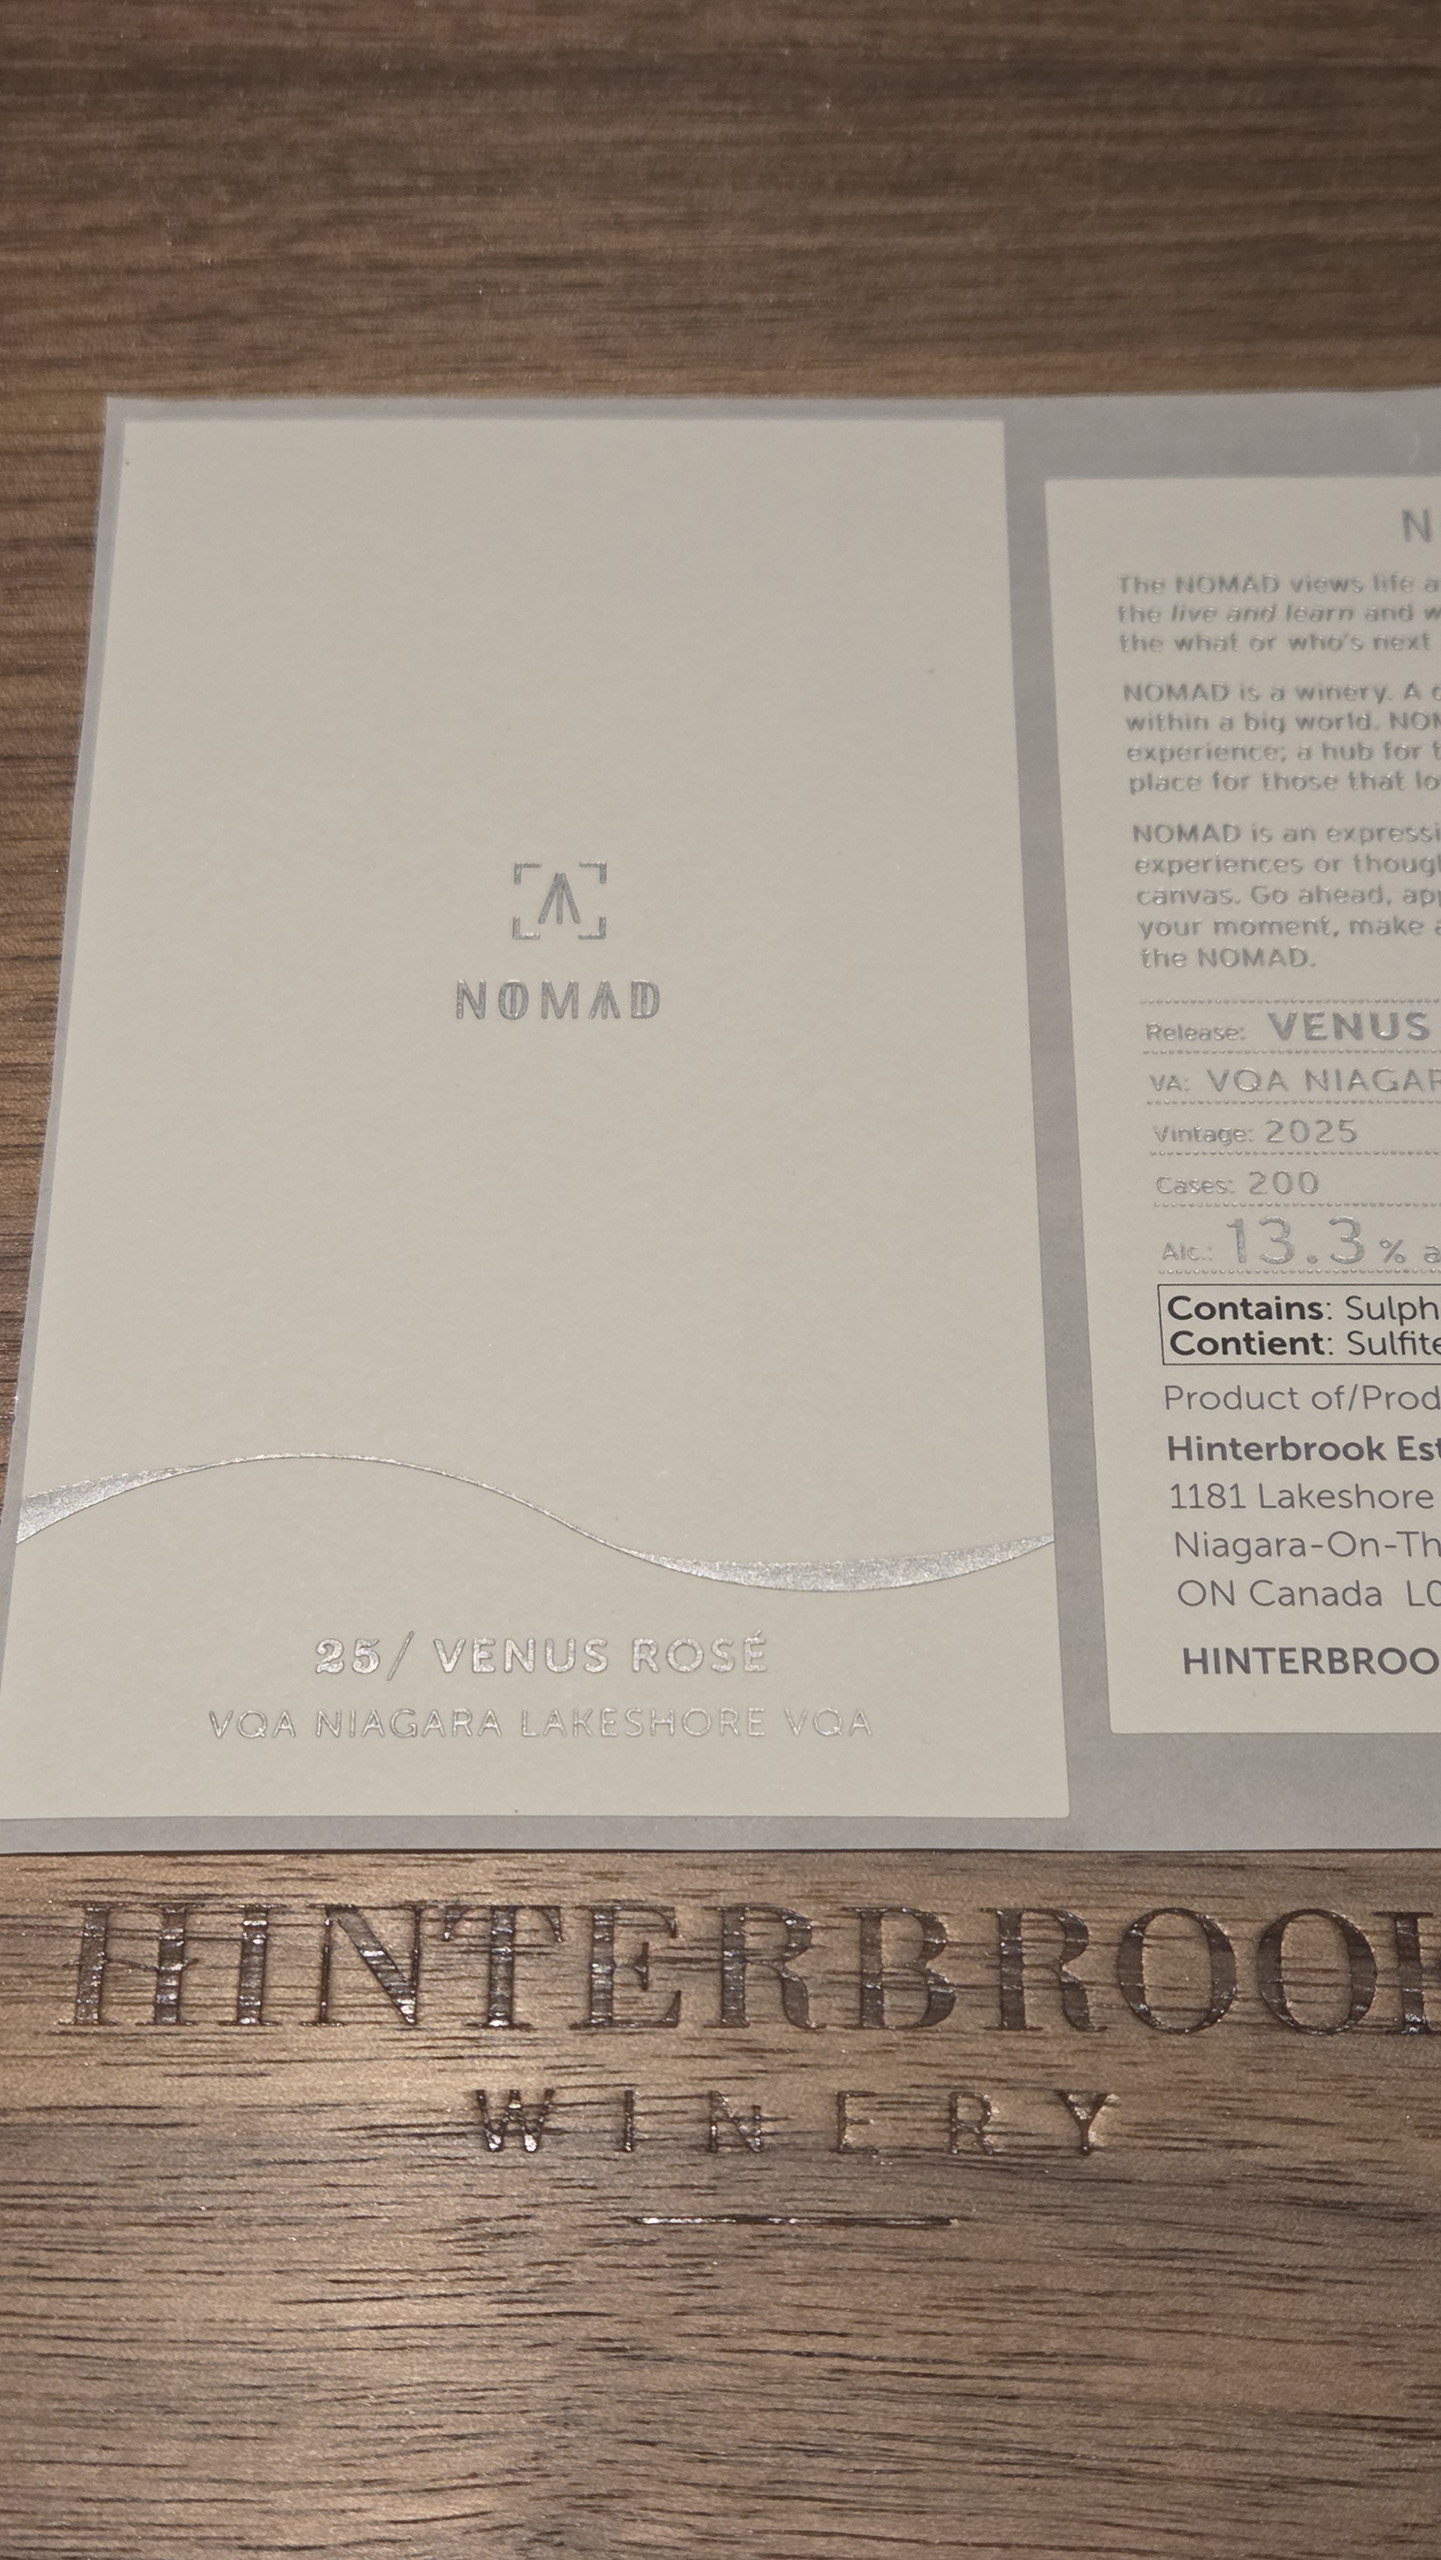 NOMAD
25/ VENUS ROSÉ
VQA NIAGARA LAKESHORE VQA
N
The NOMAD views life a
the live and learn and w
the what or who's next
NOMAD is a winery. A
within a big world. NOM
experience; a hub for t
place for those that lo
NOMAD is an expressi
experiences or though
canvas. Go ahead, app
your moment, make a
the NOMAD.
Release: VENUS
VA: VQA NIAGAR
Vintage: 2025
Cases: 200
Alc.: 13.3% a
Contains: Sulph
Contient: Sulfite
Product of/Prod
Hinterbrook Est
1181 Lakeshore
Niagara-On-Th
ON Canada L0
HINTERBROO
HINTERBROOK
WINERY